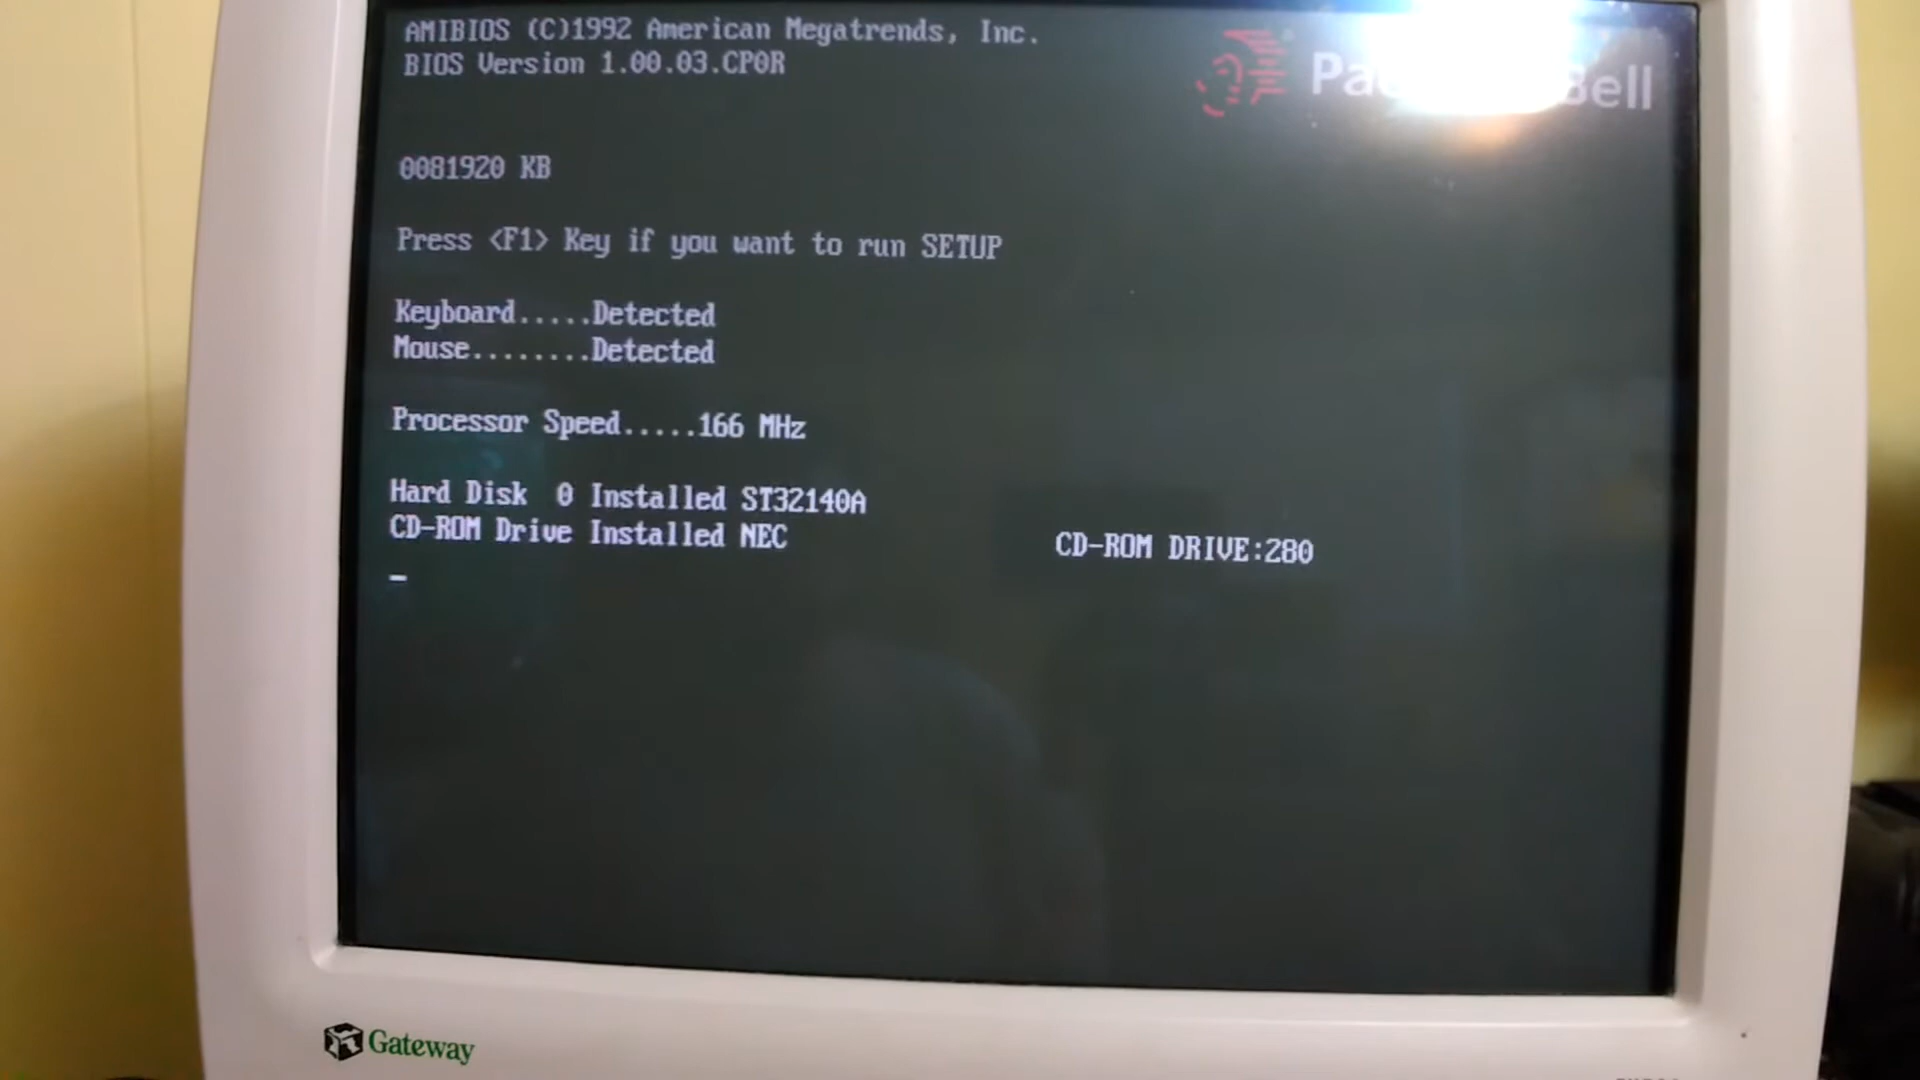 AMIBIOS (C)1992 American Megatrends, Inc.
BIOS Version 1.00.03.CP0R
Pa Bell
0081920 KB
Press <F1> Key if you want to run SETUP
Keyboard.....Detected
Mouse........Detected
Processor Speed.....166 MHz
Hard Disk 0 Installed ST32140A
CD-ROM Drive Installed NEC CD-ROM DRIVE:280
Gateway